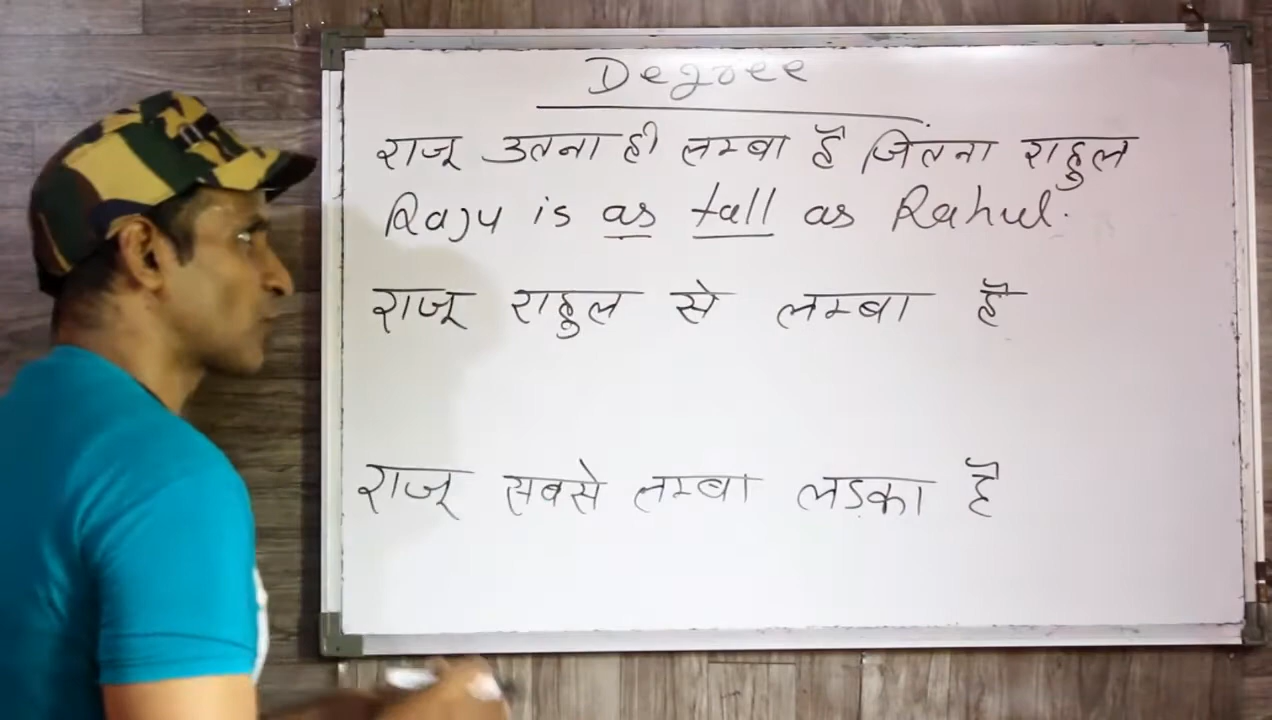 Degree
राजू उतना ही लम्बा है जितना राहुल
Raju is as tall as Rahul.
राजू राहुल से लम्बा है
राजू सबसे लम्बा लड़का है